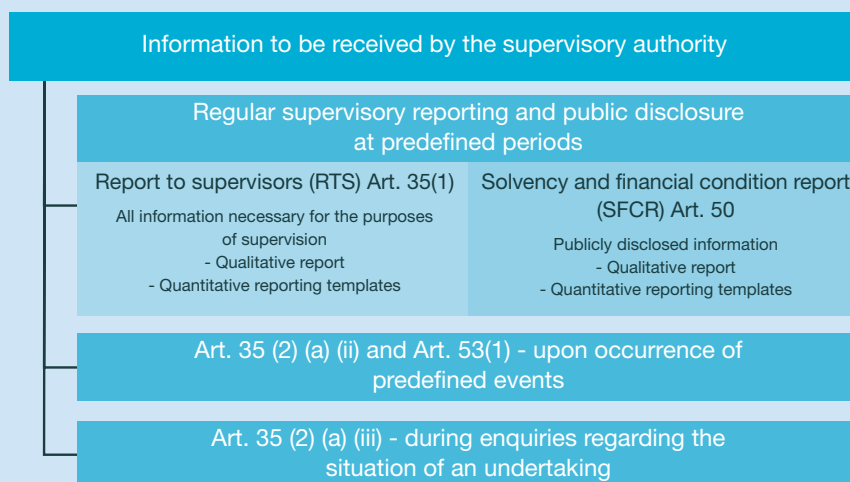 Information to be received by the supervisory authority
Regular supervisory reporting and public disclosure
at predefined periods
Report to supervisors (RTS) Art. 35(1)
All information necessary for the purposes
of supervision
- Qualitative report
- Quantitative reporting templates
Solvency and financial condition report
(SFCR) Art. 50
Publicly disclosed information
- Qualitative report
- Quantitative reporting templates
Art. 35 (2) (a) (ii) and Art. 53(1) - upon occurrence of
predefined events
Art. 35 (2) (a) (iii) - during enquiries regarding the
situation of an undertaking